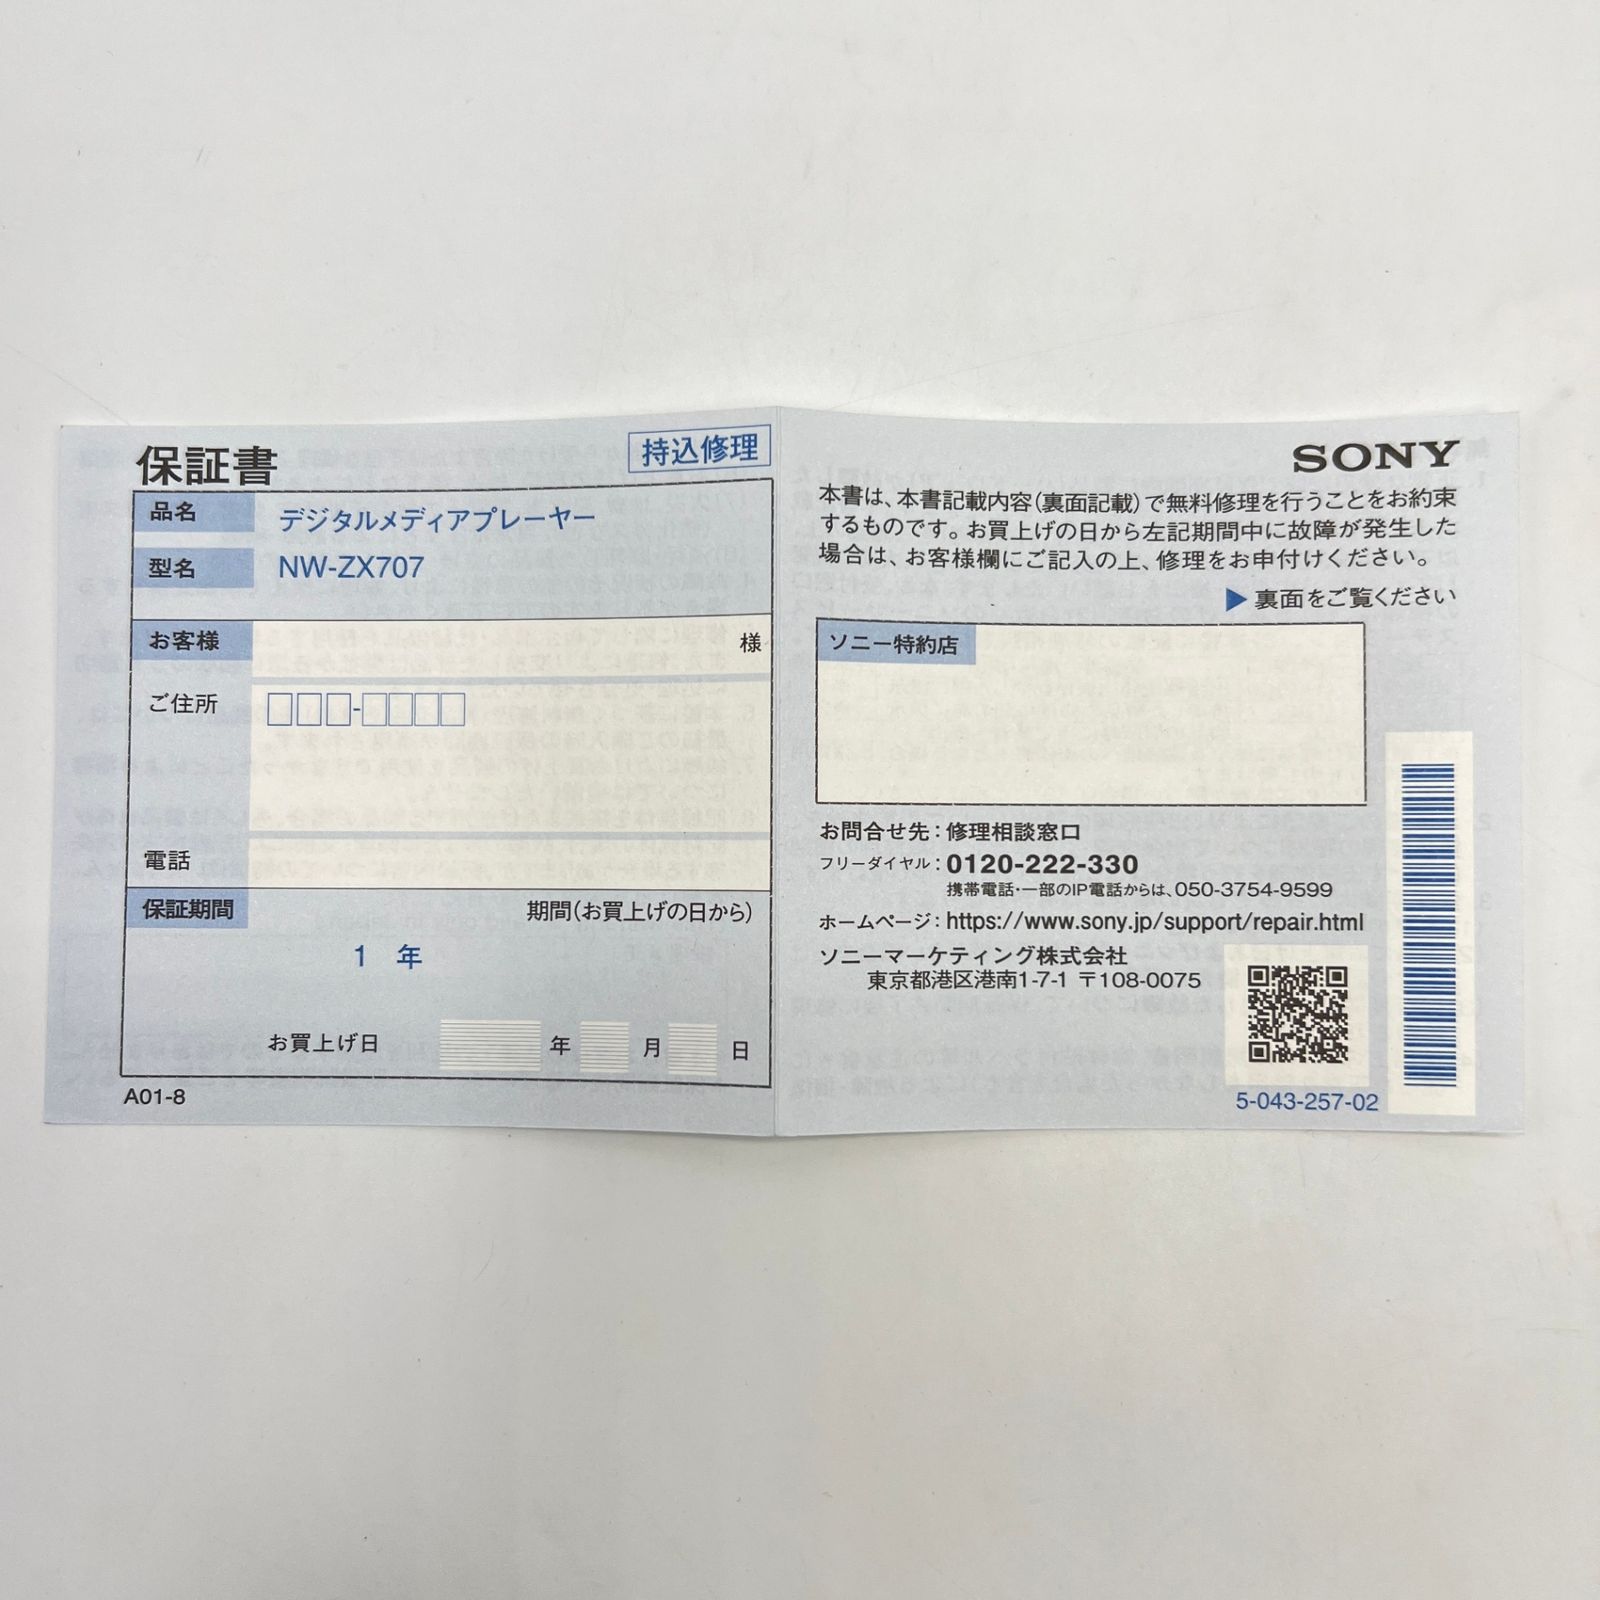 保証書
持込修理
品名
デジタルメディアプレーヤー
型名
NW-ZX707
お客様
様
ご住所
電話
保証期間
期間(お買上げの日から)
1 年
お買上げ日 年 月 日
A01-8
SONY
本書は、本書記載内容(裏面記載)で無料修理を行うことをお約束
するものです。お買上げの日から左記期間中に故障が発生した
場合は、お客様欄にご記入の上、修理をお申付けください。
▶裏面をご覧ください
ソニー特約店
お問合せ先:修理相談窓口
フリーダイヤル:0120-222-330
携帯電話・一部のIP電話からは、050-3754-9599
ホームページ:https://www.sony.jp/support/repair.html
ソニーマーケティング株式会社
東京都港区港南1-7-1 〒108-0075
5-043-257-02